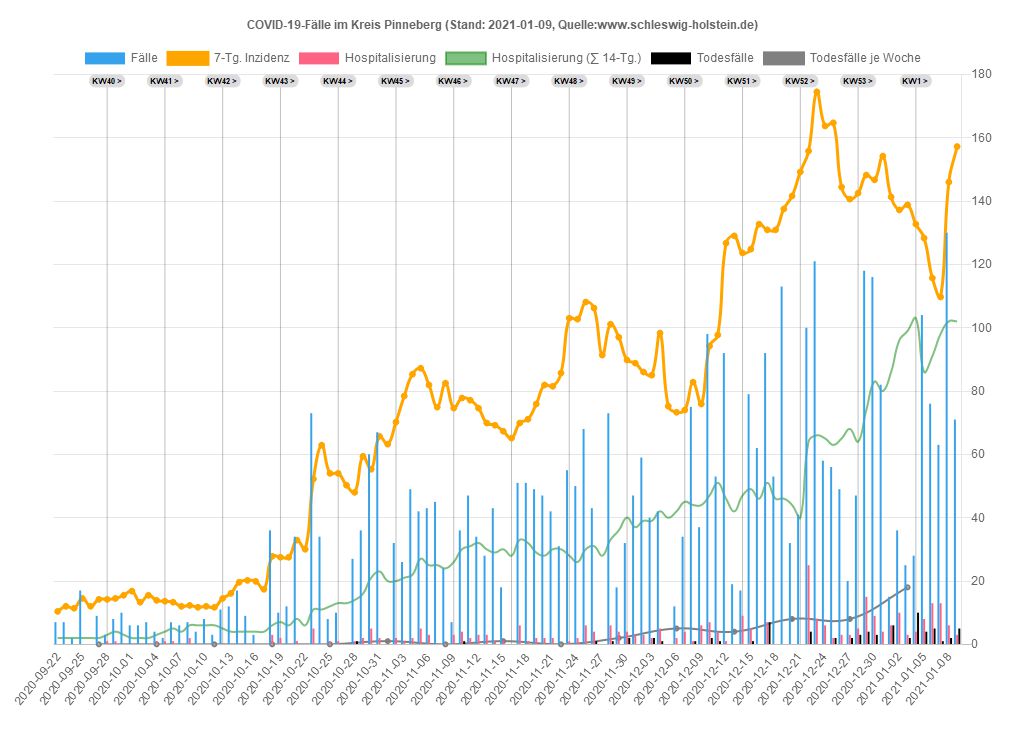 COVID-19-Fälle im Kreis Pinneberg (Stand: 2021-01-09, Quelle:www.schleswig-holstein.de)
Fälle 7-Tg. Inzidenz Hospitalisierung Hospitalisierung (∑ 14-Tg.) Todesfälle Todesfälle je Woche
KW40 > KW41 > KW42 > KW43 > KW44 > KW45 > KW46 > KW47 > KW48 > KW49 > KW50 > KW51 > KW52 > KW53 > KW1 >
180
160
140
120
100
80
60
40
20
0
2020-09-22 2020-09-25 2020-09-28 2020-10-01 2020-10-04 2020-10-07 2020-10-10 2020-10-13 2020-10-16 2020-10-19 2020-10-22 2020-10-25 2020-10-28 2020-10-31 2020-11-03 2020-11-06 2020-11-09 2020-11-12 2020-11-15 2020-11-18 2020-11-21 2020-11-24 2020-11-27 2020-11-30 2020-12-03 2020-12-06 2020-12-09 2020-12-12 2020-12-15 2020-12-18 2020-12-21 2020-12-24 2020-12-27 2020-12-30 2021-01-02 2021-01-05 2021-01-08